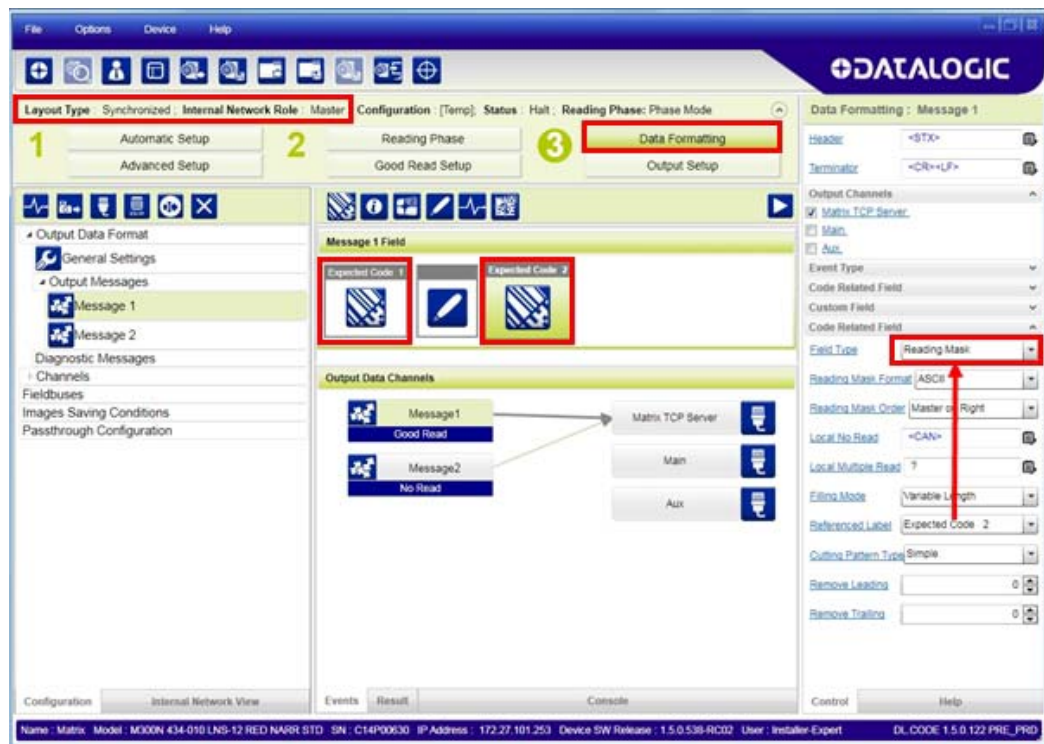 File Options Device Help
DATALOGIC
Layout Type : Synchronized ; Internal Network Role : Master Configuration : [Temp]; Status : Halt ; Reading Phase: Phase Mode
1 Automatic Setup
Advanced Setup
2 Reading Phase
Good Read Setup
3 Data Formatting
Output Setup
Output Data Format
General Settings
Output Messages
Message 1
Message 2
Diagnostic Messages
Channels
Fieldbuses
Images Saving Conditions
Passthrough Configuration
Configuration Internal Network View
Message 1 Field
Expected Code 1 Expected Code 2
Output Data Channels
Message1
Good Read
Message2
No Read
Matrix TCP Server
Main
Aux
Events Result Console
Data Formatting : Message 1
Header <STX>
Terminator <CR><LF>
Output Channels
Matrix TCP Server
Main
Aux
Event Type
Code Related Field
Custom Field
Code Related Field
Field Type Reading Mask
Reading Mask Format ASCII
Reading Mask Order Master on Right
Local No Read <CAN>
Local Multiple Read ?
Filling Mode Variable Length
Referenced Label Expected Code 2
Cutting Pattern Type Simple
Remove Leading 0
Remove Trailing 0
Control Help
Name : Matrix Model : M300N 434-010 LNS-12 RED NARR STD SN : C14P00630 IP Address : 172.27.101.253 Device SW Release : 1.5.0.538-RC02 User : Installer-Expert DL.CODE 1.5.0.122 PRE_PRD